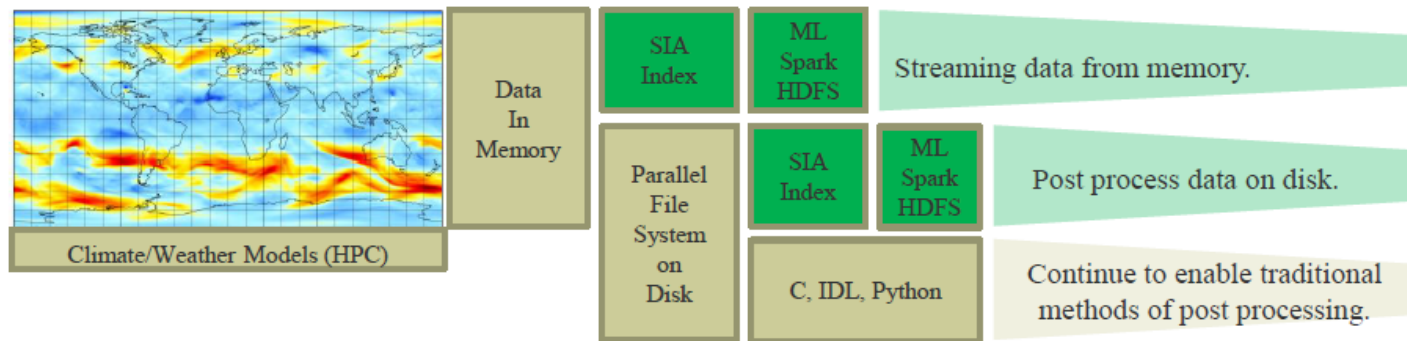 Climate/Weather Models (HPC)
Data
In
Memory
SIA
Index
ML
Spark
HDFS
Streaming data from memory.
Parallel
File
System
on
Disk
SIA
Index
ML
Spark
HDFS
Post process data on disk.
C, IDL, Python
Continue to enable traditional
methods of post processing.